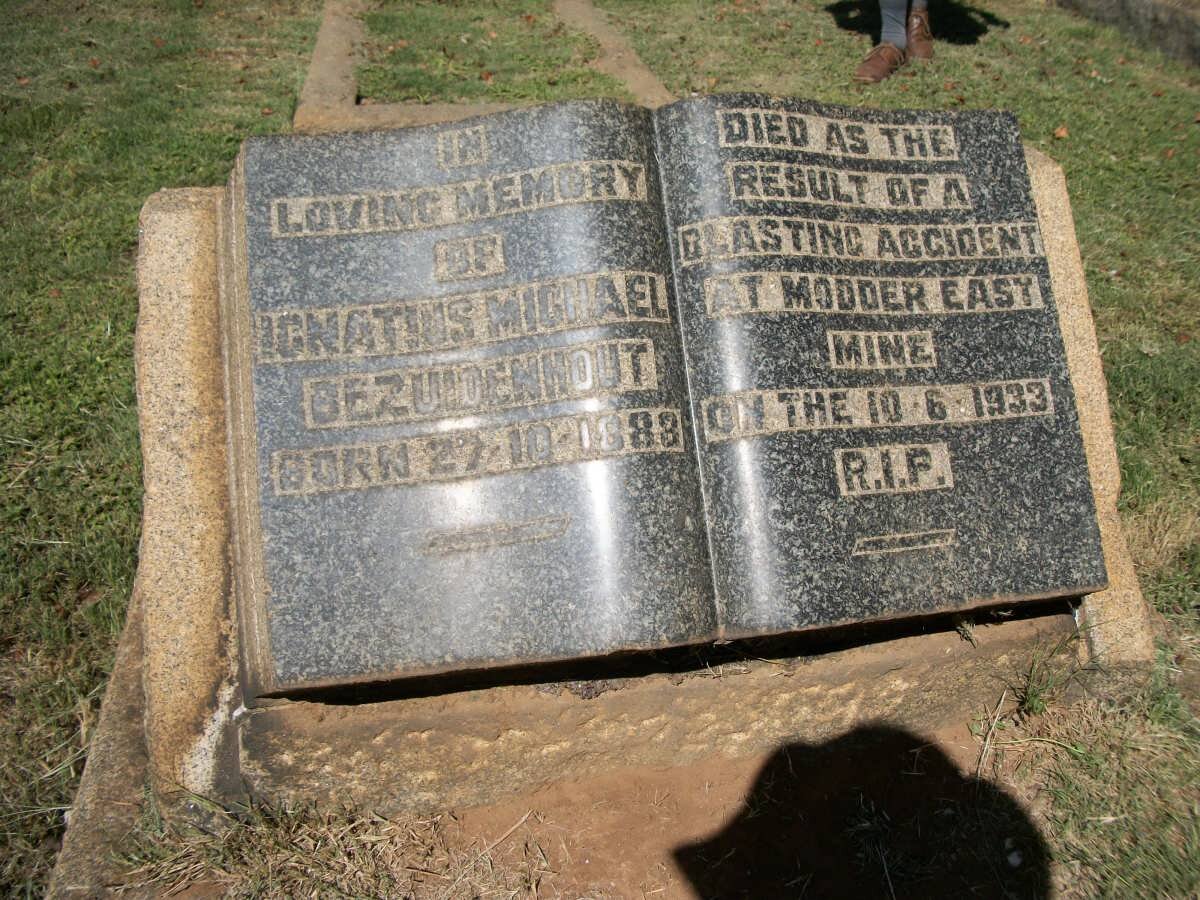 IN
LOVING MEMORY
OF
IGNATIUS MICHAEL
BEZUIDENHOUT
BORN 27-10-1888
DIED AS THE
RESULT OF A
BLASTING ACCIDENT
AT MODDER EAST
MINE
ON THE 10-6-1933
R.I.P.